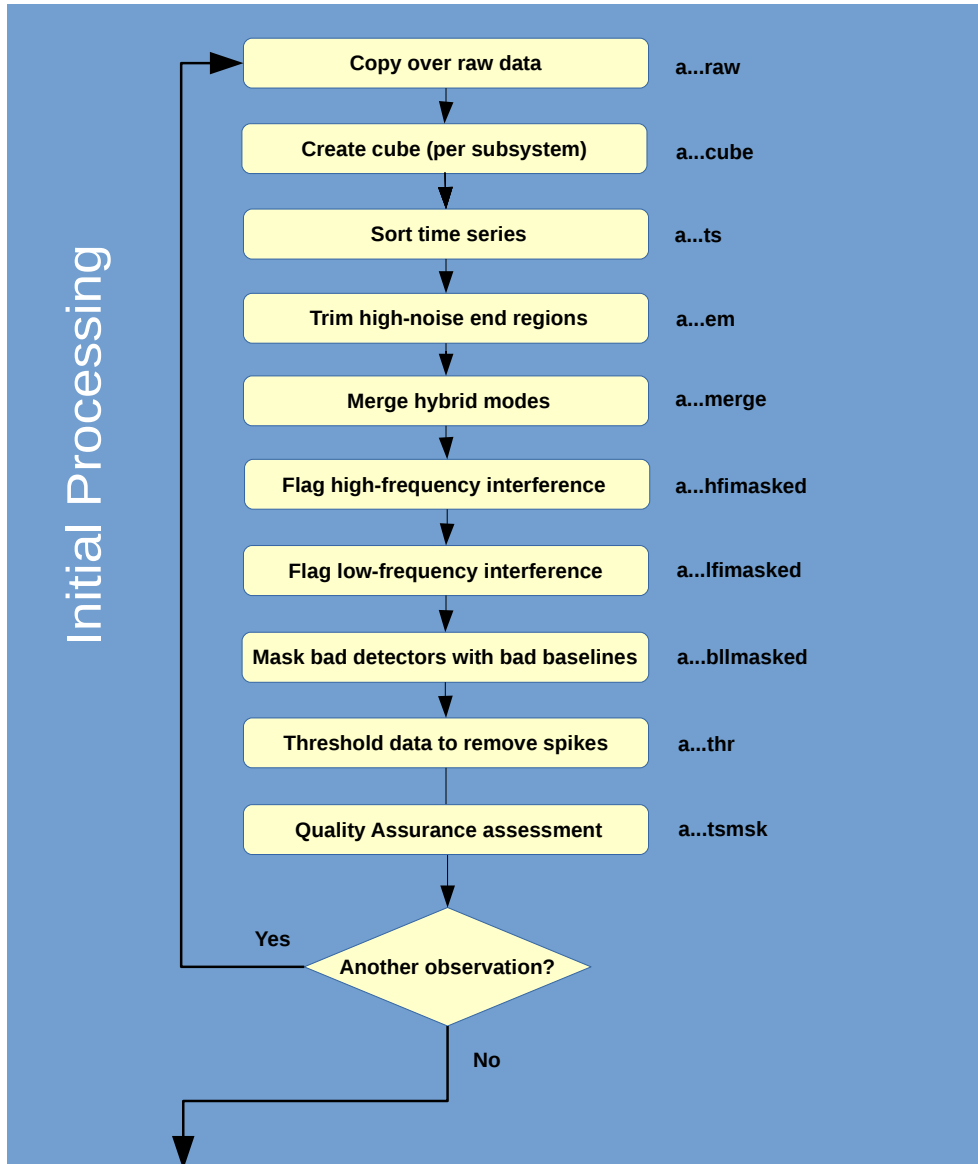 Initial Processing
Copy over raw data
a...raw
Create cube (per subsystem)
a...cube
Sort time series
a...ts
Trim high-noise end regions
a...em
Merge hybrid modes
a...merge
Flag high-frequency interference
a...hfimasked
Flag low-frequency interference
a...lfimasked
Mask bad detectors with bad baselines
a...bllmasked
Threshold data to remove spikes
a...thr
Quality Assurance assessment
a...tsmsk
Yes
Another observation?
No